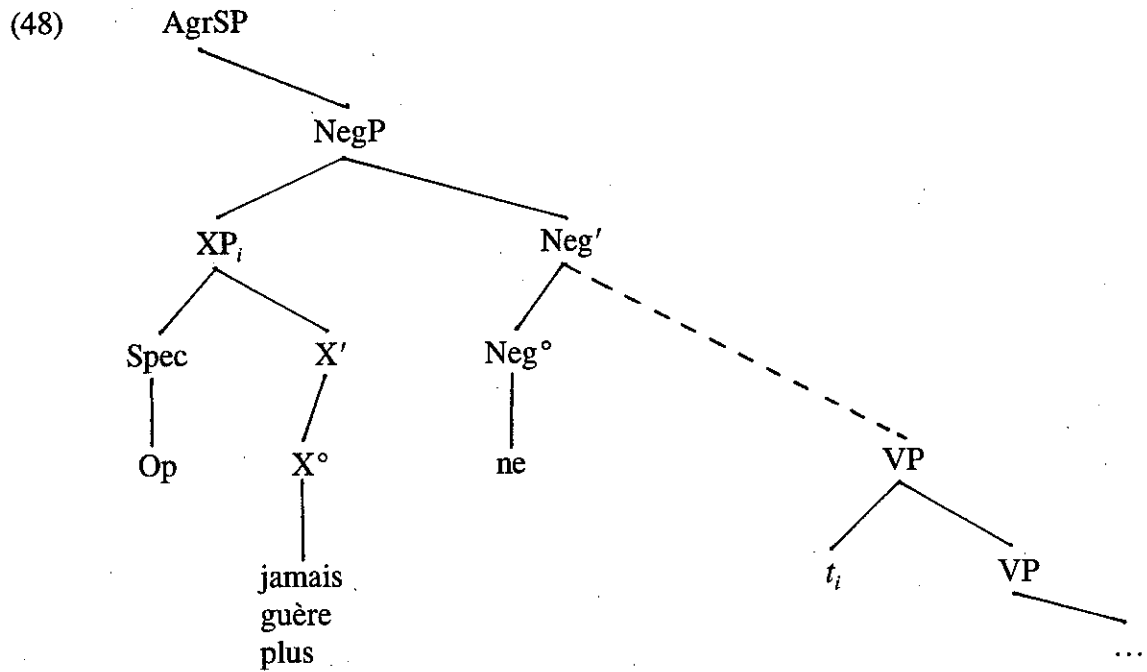 (48) AgrSP
NegP
XPi Neg′
Spec X′ Neg°
Op X° ne VP
jamais ti VP
guère
plus ...